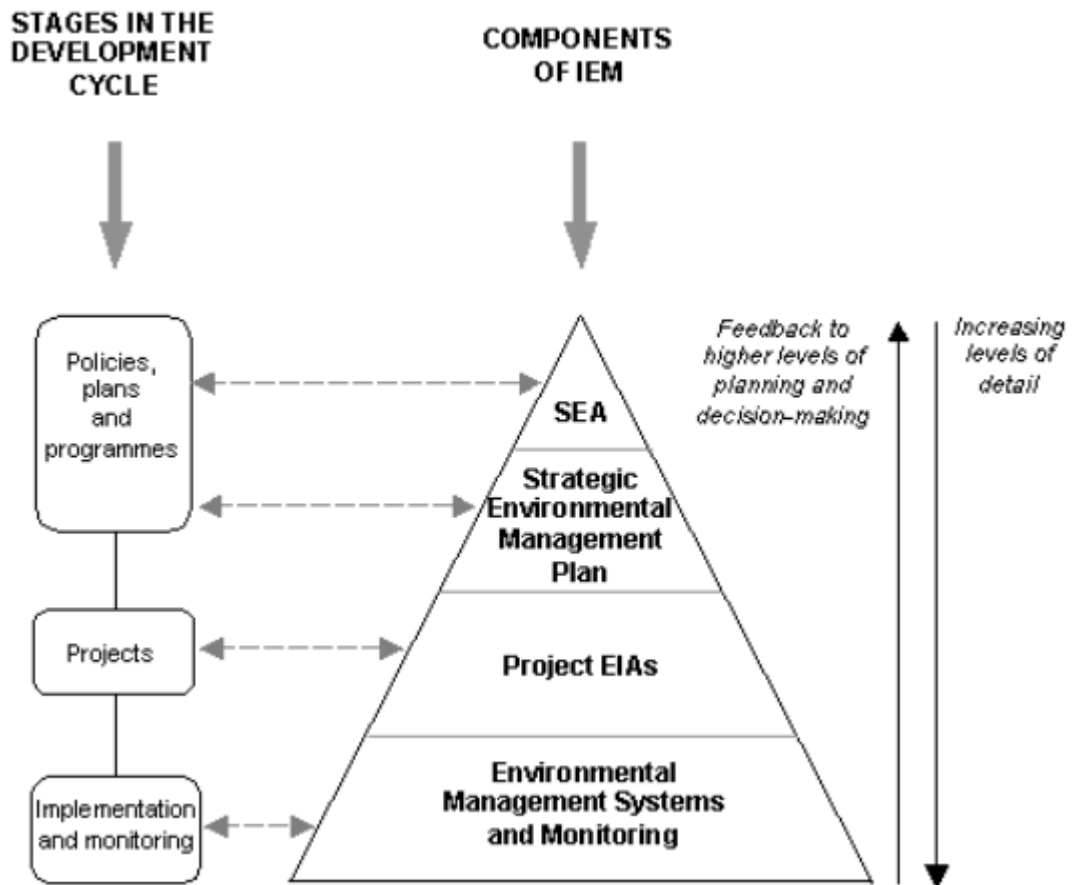 STAGES IN THE
DEVELOPMENT
CYCLE
COMPONENTS
OF IEM
Policies,
plans
and
programmes
Projects
Implementation
and monitoring
SEA
Strategic
Environmental
Management
Plan
Project EIAs
Environmental
Management Systems
and Monitoring
Feedback to
higher levels of
planning and
decision-making
Increasing
levels of
detail